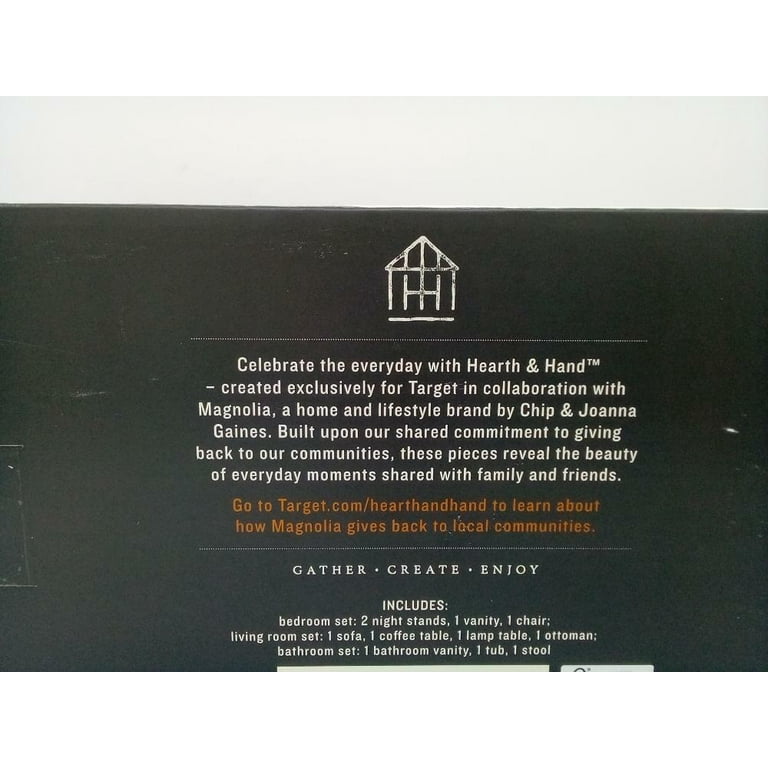 Celebrate the everyday with Hearth & Hand™
– created exclusively for Target in collaboration with
Magnolia, a home and lifestyle brand by Chip & Joanna
Gaines. Built upon our shared commitment to giving
back to our communities, these pieces reveal the beauty
of everyday moments shared with family and friends.
Go to Target.com/hearthandhand to learn about
how Magnolia gives back to local communities.
GATHER · CREATE · ENJOY
INCLUDES:
bedroom set: 2 night stands, 1 vanity, 1 chair;
living room set: 1 sofa, 1 coffee table, 1 lamp table, 1 ottoman;
bathroom set: 1 bathroom vanity, 1 tub, 1 stool